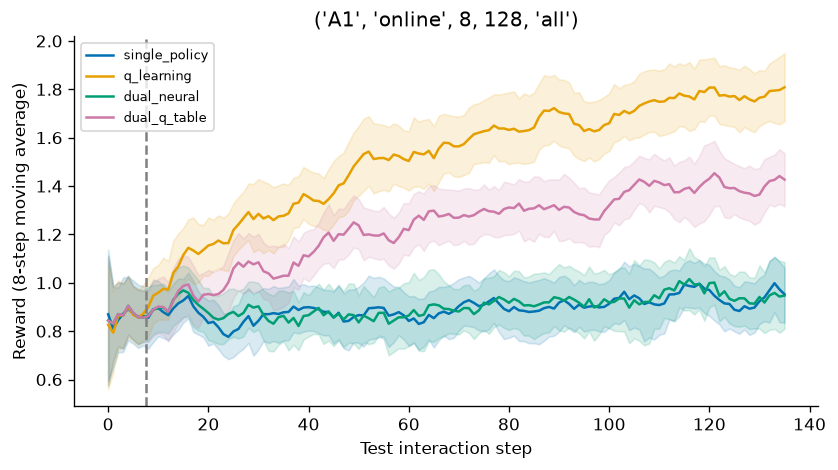 ('A1', 'online', 8, 128, 'all')
single_policy
q_learning
dual_neural
dual_q_table
Reward (8-step moving average)
2.0
1.8
1.6
1.4
1.2
1.0
0.8
0.6
0 20 40 60 80 100 120 140
Test interaction step